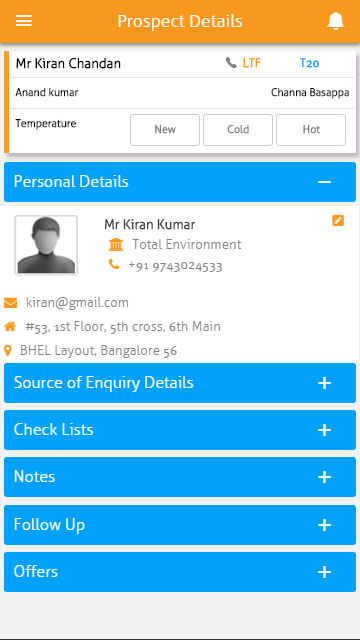 Prospect Details
Mr Kiran Chandan LTF T20
Anand kumar Channa Basappa
Temperature New Cold Hot
Personal Details
Mr Kiran Kumar
Total Environment
+91 9743024533
kiran@gmail.com
#53, 1st Floor, 5th cross, 6th Main
BHEL Layout, Bangalore 56
Source of Enquiry Details
Check Lists
Notes
Follow Up
Offers